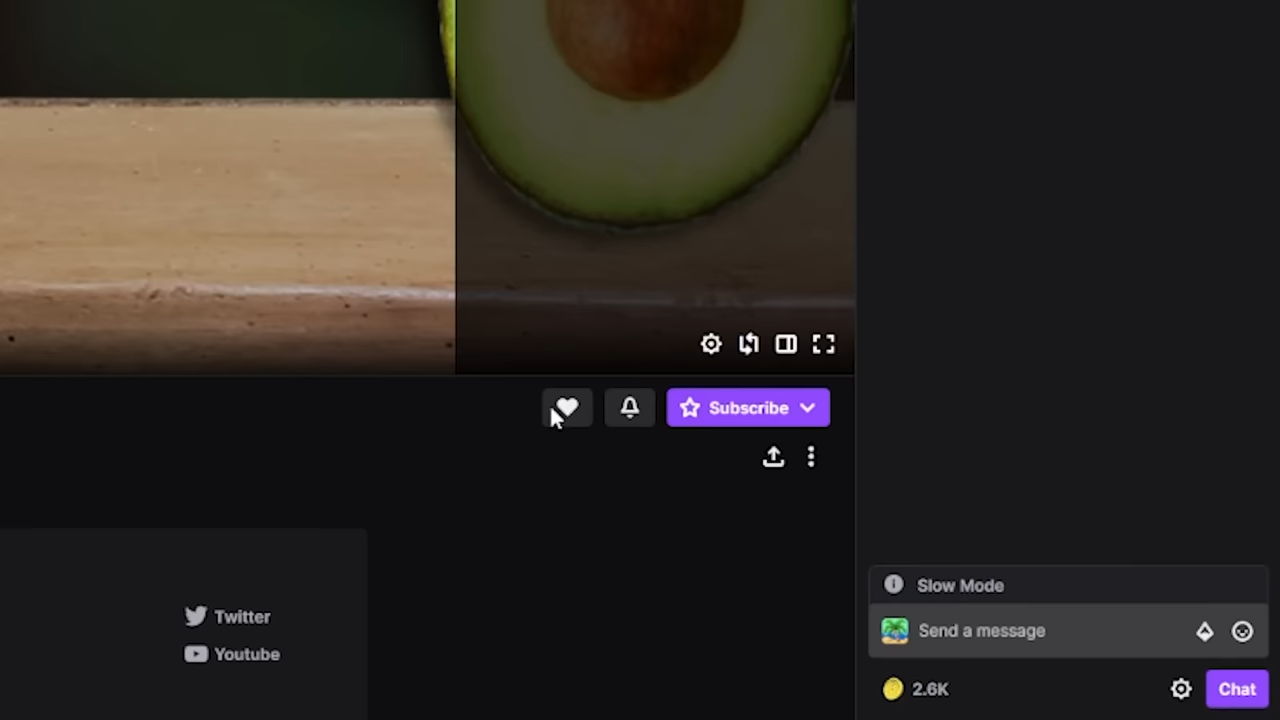 Subscribe
Twitter
Youtube
Slow Mode
Send a message
2.6K
Chat